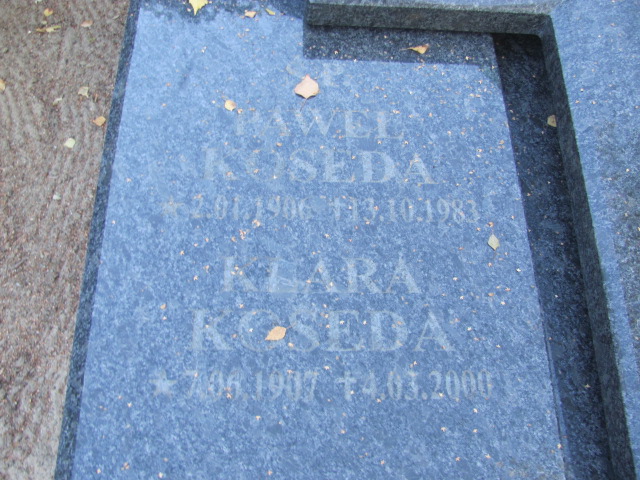 Ś.P.
PAWEŁ
KOSEDA
★ 2.01.1906 ✝ 13.10.1983
KLARA
KOSEDA
★ 7.06.1907 ✝ 4.03.2000